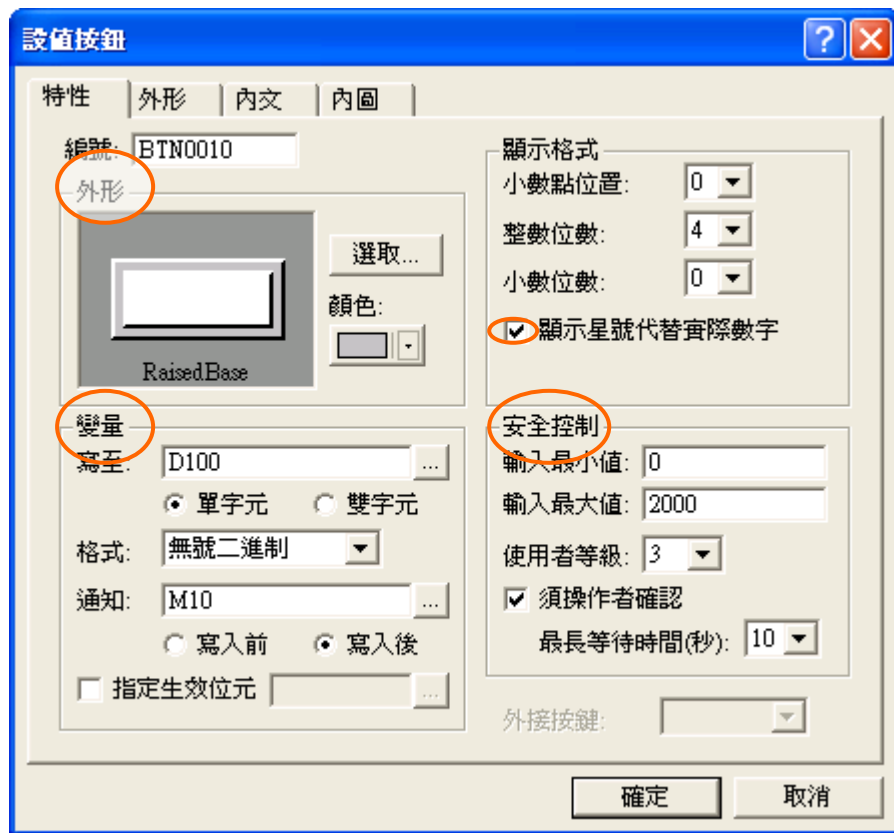 設值按鈕
特性 外形 內文 內圖
編號: BTN0010
外形
RaisedBase
選取...
顏色:
變量
寫至: D100 ...
單字元 雙字元
格式: 無號二進制
通知: M10 ...
寫入前 寫入後
指定生效位元 ...
顯示格式
小數點位置: 0
整數位數: 4
小數位數: 0
顯示星號代替實際數字
安全控制
輸入最小值: 0
輸入最大值: 2000
使用者等級: 3
須操作者確認
最長等待時間(秒): 10
外接按鍵:
確定 取消